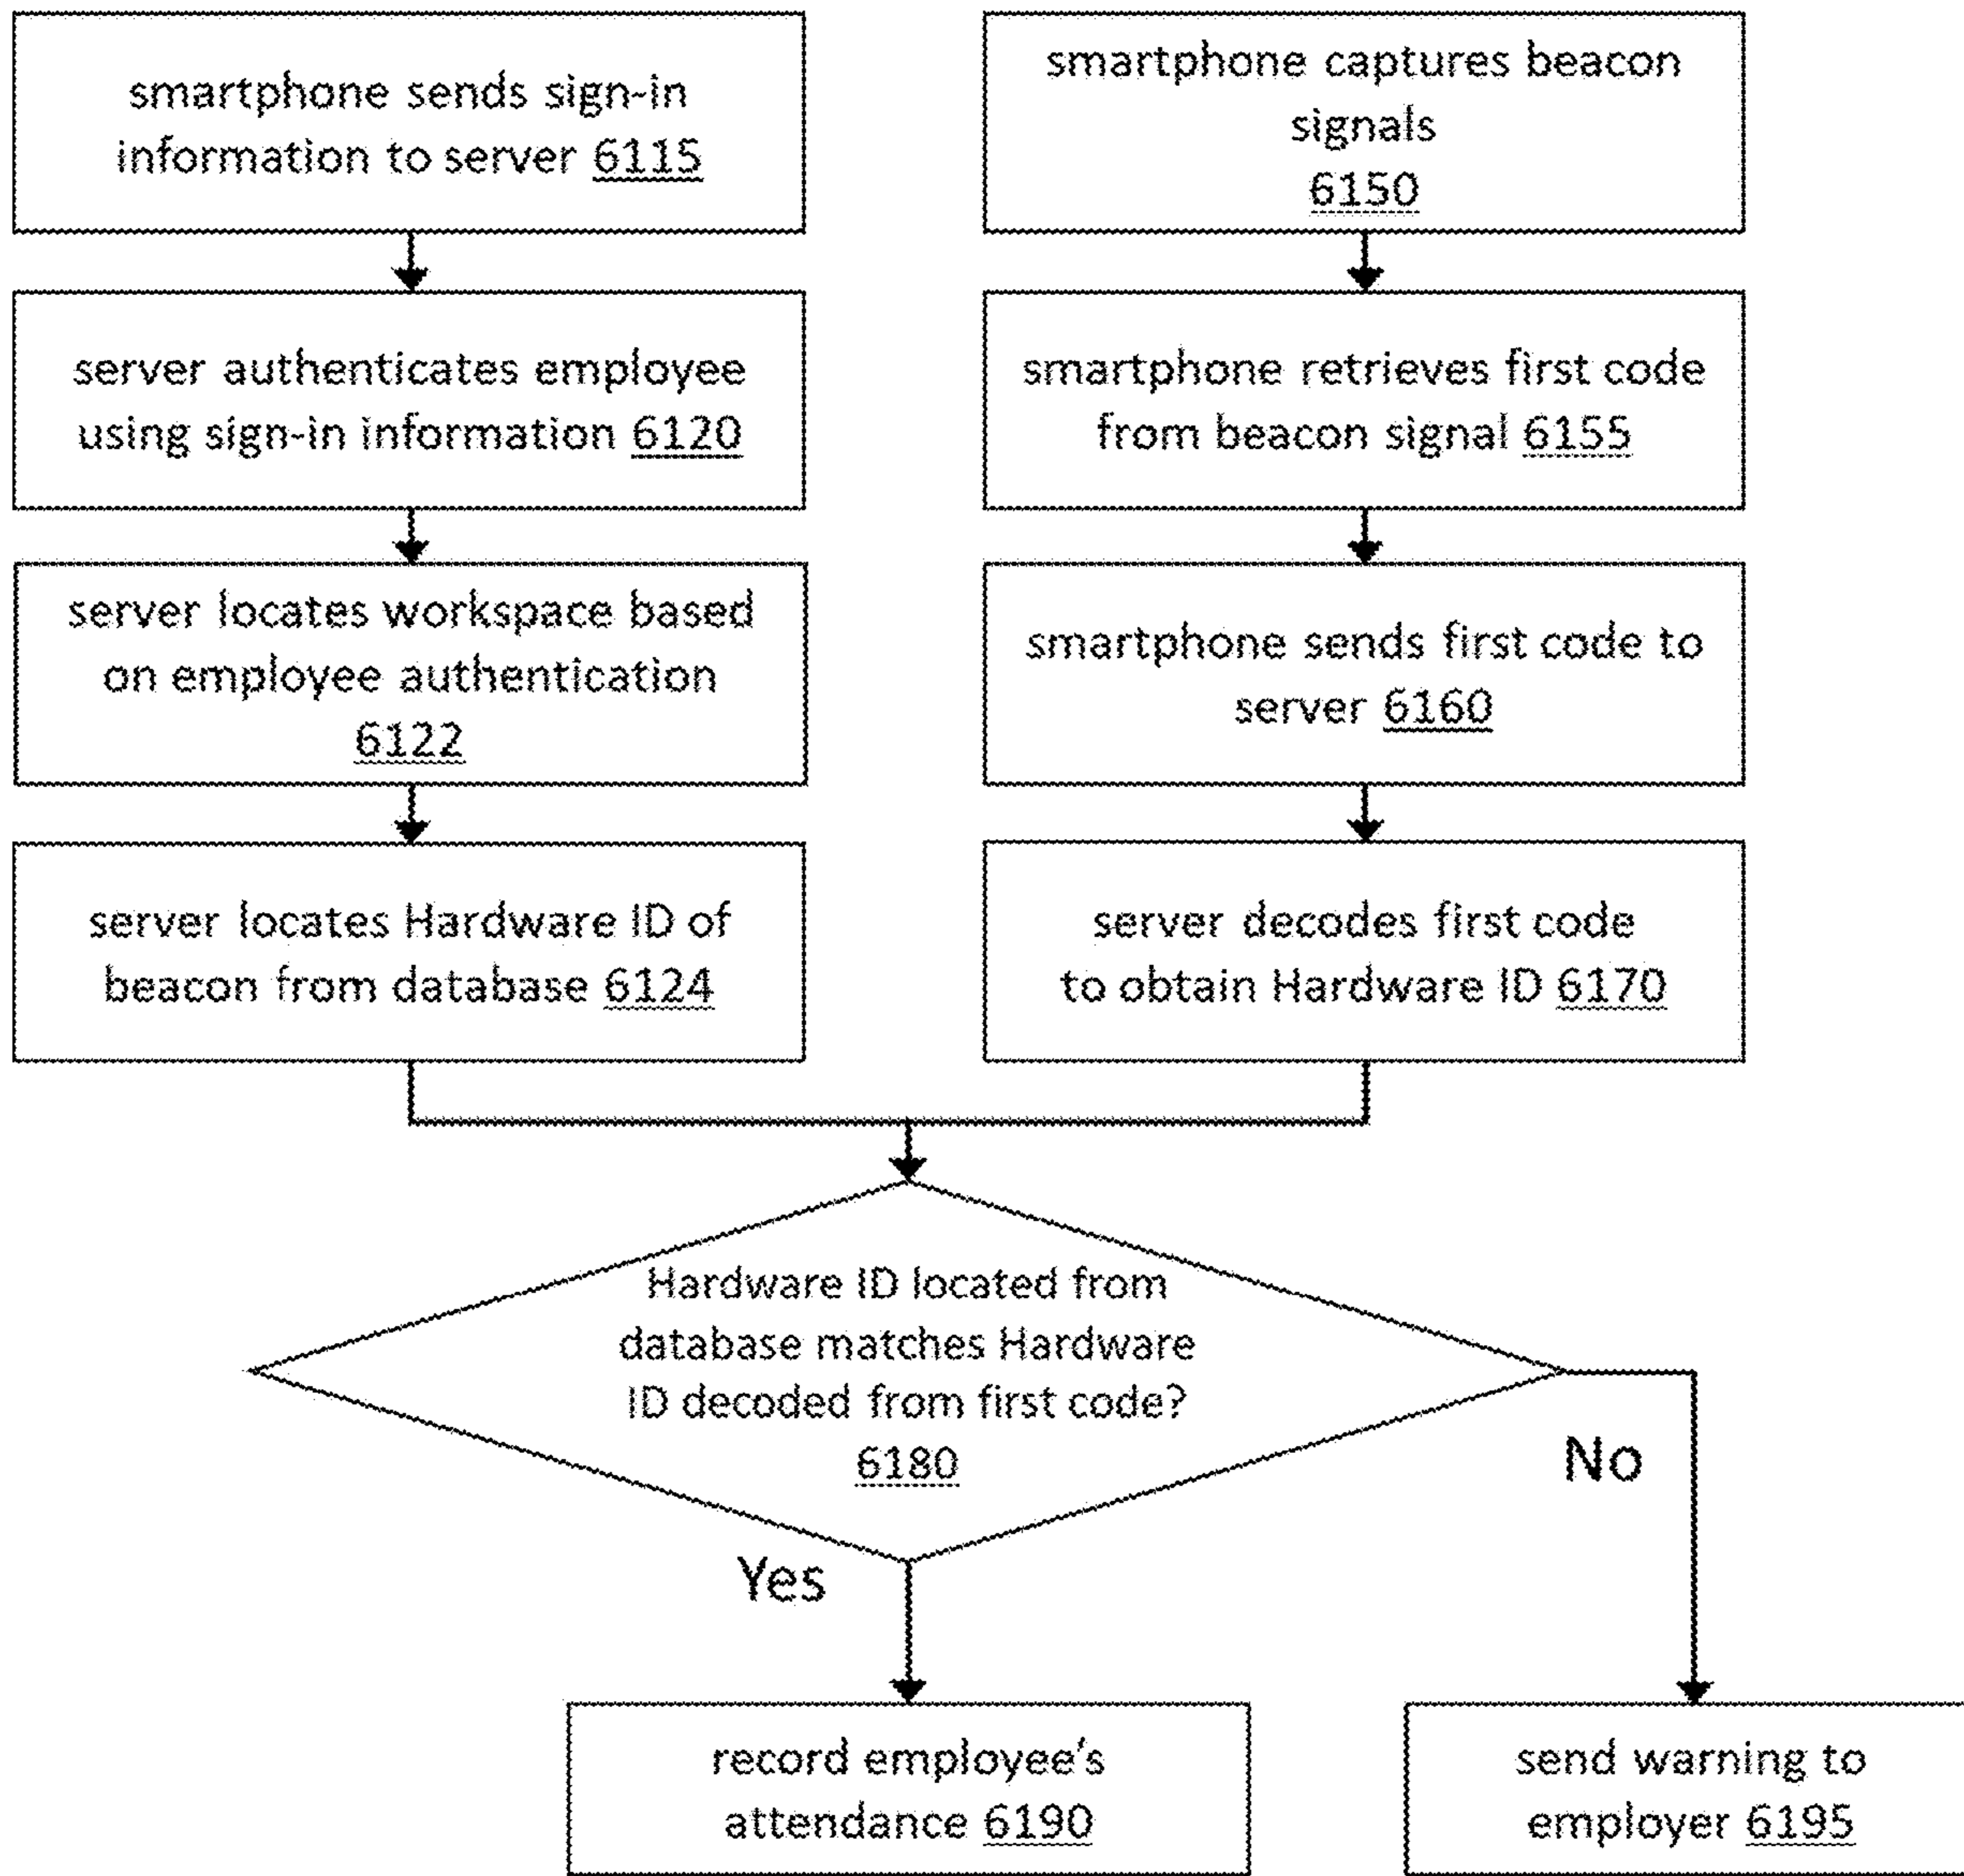 smartphone sends sign-in
information to server 6115
server authenticates employee
using sign-in information 6120
server locates workspace based
on employee authentication
6122
server locates Hardware ID of
beacon from database 6124
smartphone captures beacon
signals
6150
smartphone retrieves first code
from beacon signal 6155
smartphone sends first code to
server 6160
server decodes first code
to obtain Hardware ID 6170
Hardware ID located from
database matches Hardware
ID decoded from first code?
6180
Yes
No
record employee's
attendance 6190
send warning to
employer 6195